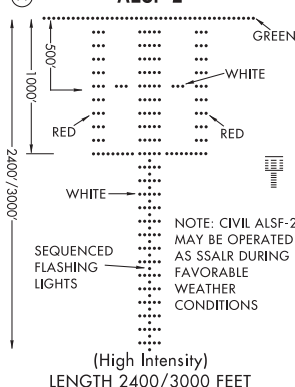 ALSF-2
GREEN
500'
1000'
2400'/3000'
WHITE
RED
RED
WHITE
SEQUENCED
FLASHING
LIGHTS
NOTE: CIVIL ALSF-2
MAY BE OPERATED
AS SSALR DURING
FAVORABLE
WEATHER
CONDITIONS
(High Intensity)
LENGTH 2400/3000 FEET